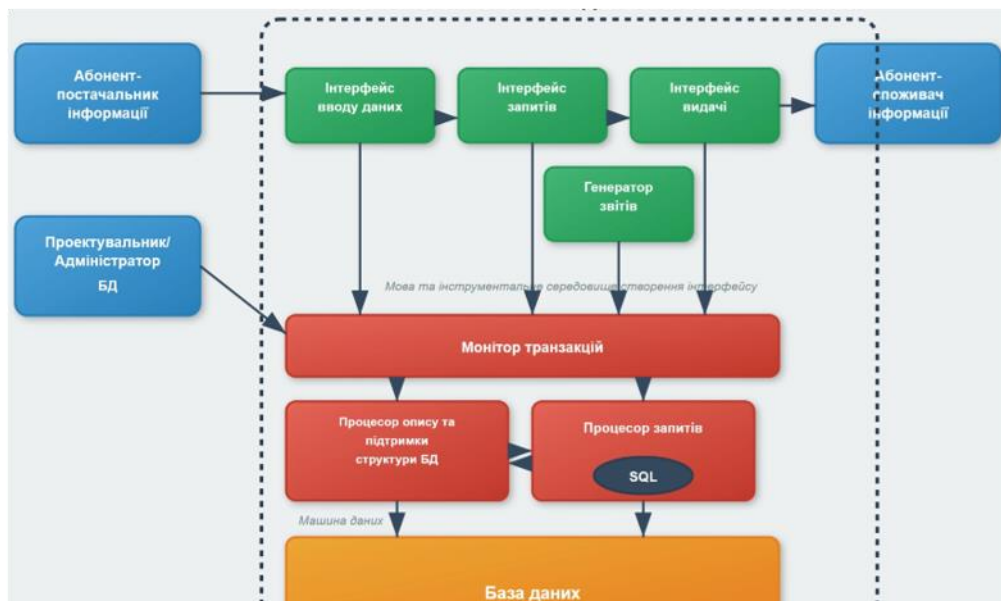 Абонент-
постачальник
інформації
Інтерфейс
вводу даних
Інтерфейс
запитів
Інтерфейс
видачі
Абонент-
споживач
інформації
Генератор
звітів
Проектувальник/
Адміністратор
БД
Мова та інструментальне середовище створення інтерфейсу
Монітор транзакцій
Процесор опису та
підтримки
структури БД
Процесор запитів
SQL
Машина даних
База даних